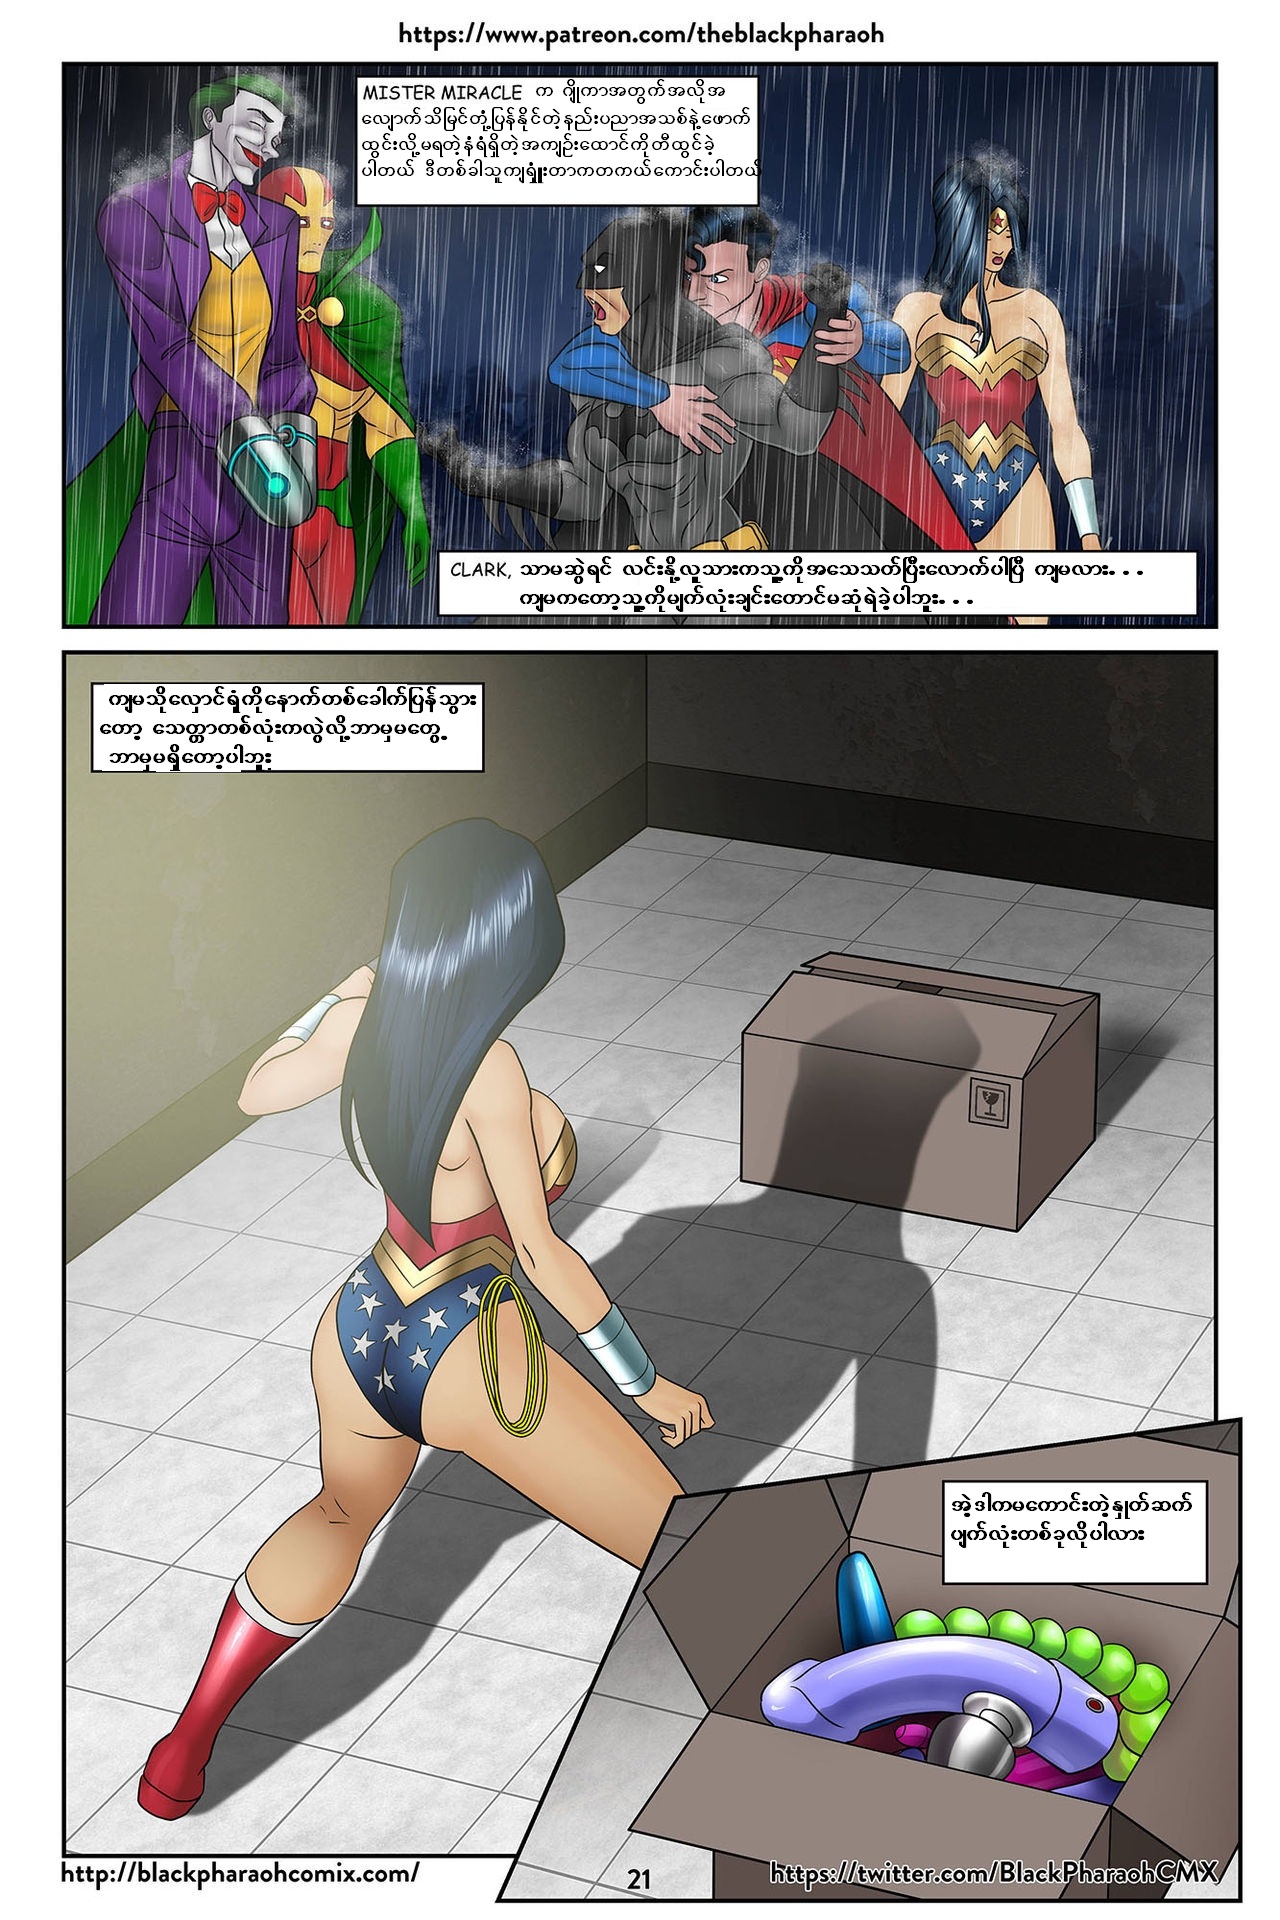 https://www.patreon.com/theblackpharaoh
MISTER MIRACLE က ဂျိုကာအတွက်အလိုအ
လျောက်သိမြင်တုံ့ပြန်နိုင်တဲ့နည်းပညာအသစ်နဲ့ဖောက်
ထွင်းလို့မရတဲ့နံရံရှိတဲ့အကျဉ်းထောင်ကိုတီထွင်ခဲ့
ပါတယ် ဒီတစ်ခါသူကျရှုံးတာကတကယ်ကောင်းပါတယ်
CLARK, သာမဆွဲရင် လင်းနို့လူသားကသူ့ကိုအသေသတ်ပြီးလောက်ပါပြီ ကျမလား...
ကျမကတော့သူ့ကိုမျက်လုံးချင်းတောင်မဆုံရဲခဲ့ပါဘူး...
ကျမသိုလှောင်ရုံကိုနောက်တစ်ခေါက်ပြန်သွား
တော့ သေတ္တာတစ်လုံးကလွဲလို့ဘာမှမတွေ့
ဘာမှမရှိတော့ပါဘူး
အဲ့ဒါကမကောင်းတဲ့နှုတ်ဆက်
ပျက်လုံးတစ်ခုလိုပါလား
http://blackpharaohcomix.com/
21
https://twitter.com/BlackPharaohCMX